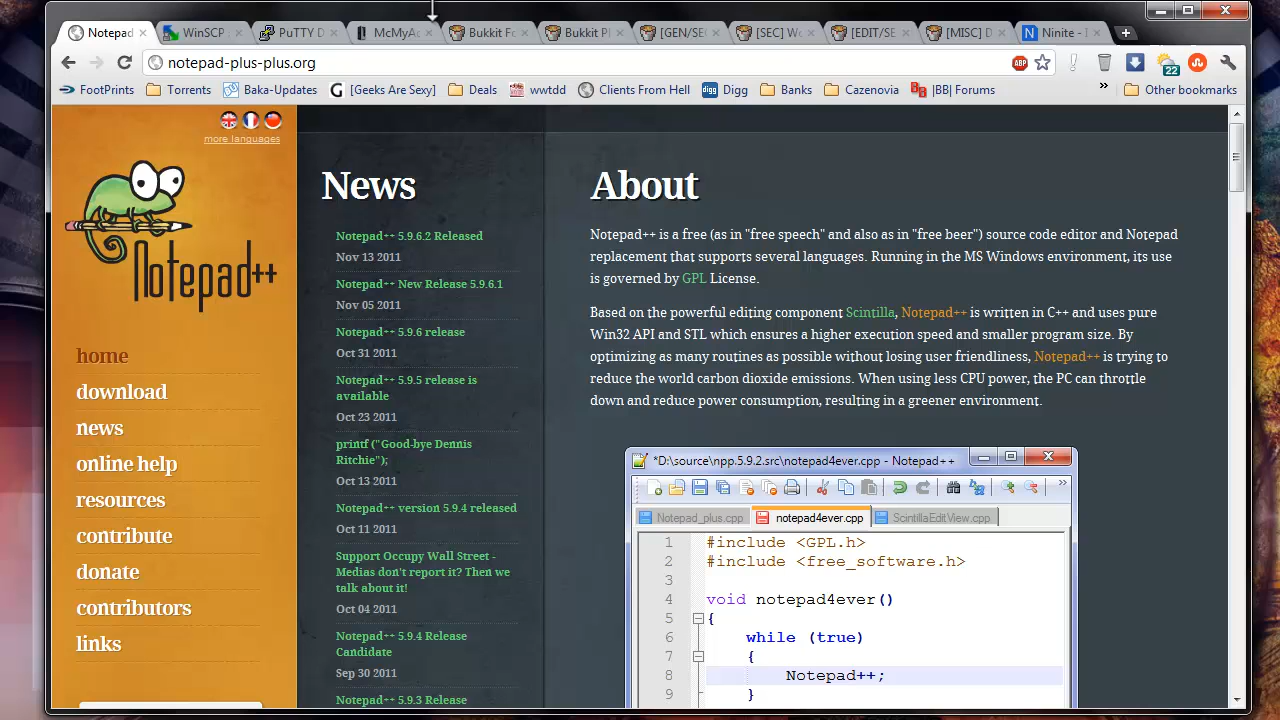 Notepad
WinSCP
PuTTY D
McMyA
Bukkit Fo
Bukkit Pl
[GEN/SE
[SEC] Wo
[EDIT/SE
[MISC] D
Ninite -
notepad-plus-plus.org
ABP
22
FootPrints
Torrents
Baka-Updates
G [Geeks Are Sexy]
Deals
wwtdd
Clients From Hell
digg Digg
Banks
Cazenovia
|BB| Forums
Other bookmarks
more languages
Notepad++
home
download
news
online help
resources
contribute
donate
contributors
links
News
Notepad++ 5.9.6.2 Released
Nov 13 2011
Notepad++ New Release 5.9.6.1
Nov 05 2011
Notepad++ 5.9.6 release
Oct 31 2011
Notepad++ 5.9.5 release is
available
Oct 23 2011
printf ("Good-bye Dennis
Ritchie");
Oct 13 2011
Notepad++ version 5.9.4 released
Oct 11 2011
Support Occupy Wall Street -
Medias don't report it? Then we
talk about it!
Oct 04 2011
Notepad++ 5.9.4 Release
Candidate
Sep 30 2011
Notepad++ 5.9.3 Release
About
Notepad++ is a free (as in "free speech" and also as in "free beer") source code editor and Notepad
replacement that supports several languages. Running in the MS Windows environment, its use
is governed by GPL License.
Based on the powerful editing component Scintilla, Notepad++ is written in C++ and uses pure
Win32 API and STL which ensures a higher execution speed and smaller program size. By
optimizing as many routines as possible without losing user friendliness, Notepad++ is trying to
reduce the world carbon dioxide emissions. When using less CPU power, the PC can throttle
down and reduce power consumption, resulting in a greener environment.
*D:\source\npp.5.9.2.src\notepad4ever.cpp - Notepad++
Notepad_plus.cpp
notepad4ever.cpp
ScintillaEditView.cpp
1 #include <GPL.h>
2 #include <free_software.h>
3
4 void notepad4ever()
5 {
6 while (true)
7 {
8 Notepad++;
9 }